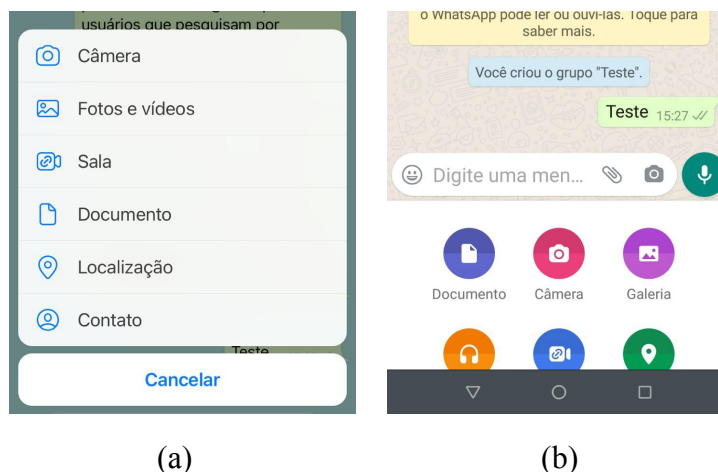 usuários que pesquisam por
Câmera
Fotos e vídeos
Sala
Documento
Localização
Contato
Teste
Cancelar
(a)
o WhatsApp pode ler ou ouvi-las. Toque para
saber mais.
Você criou o grupo "Teste".
Teste 15:27
Digite uma men...
Documento
Câmera
Galeria
(b)